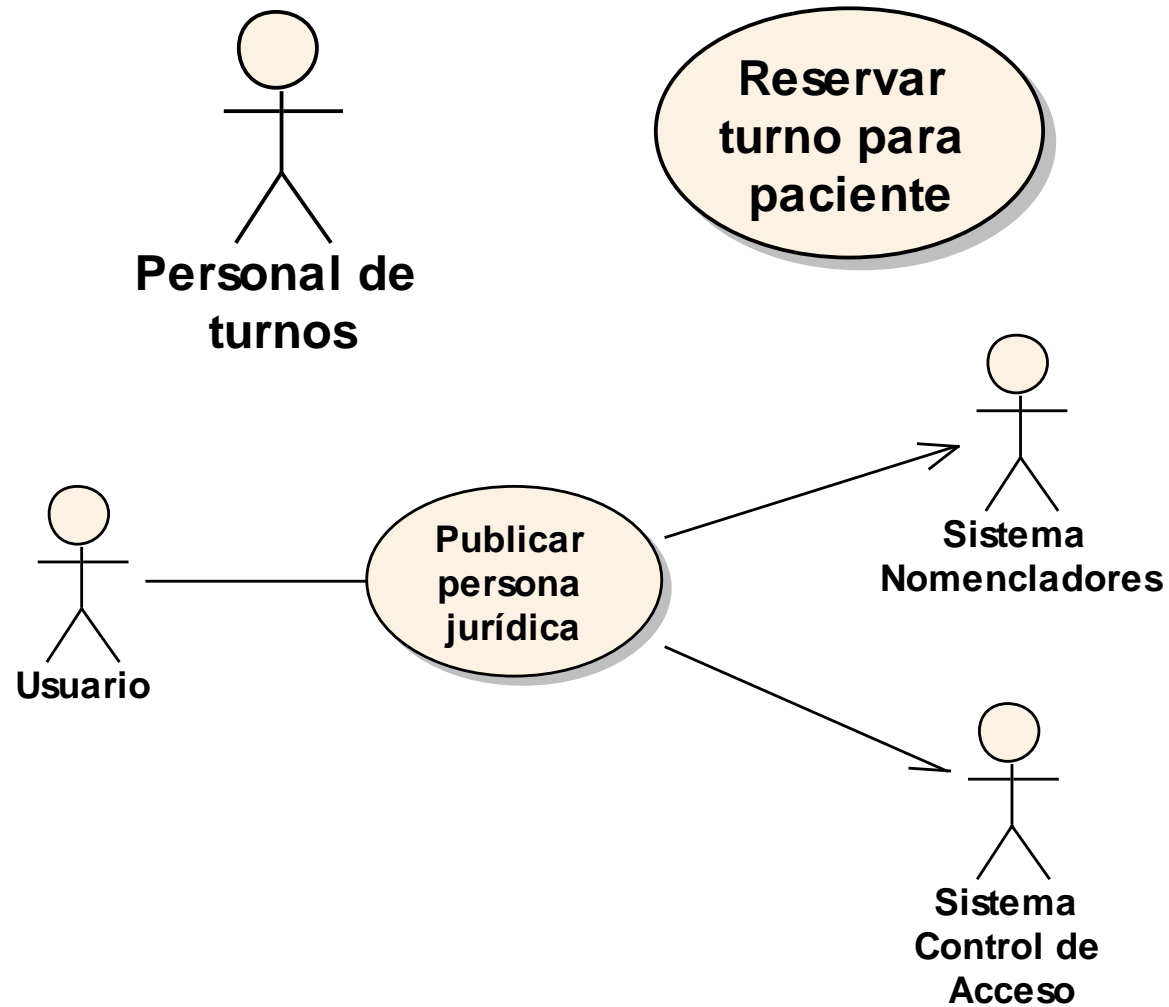 Reservar
turno para
paciente
Personal de
turnos
Publicar
persona
jurídica
Sistema
Nomencladores
Usuario
Sistema
Control de
Acceso